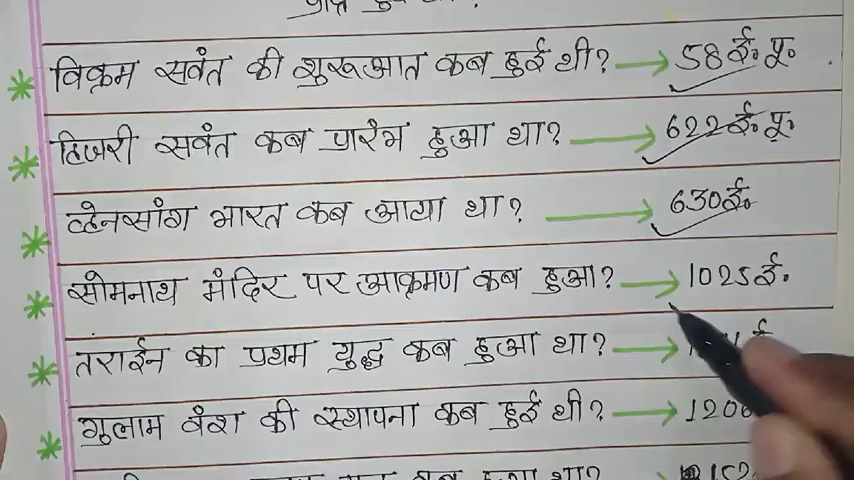 विक्रम सवंत की शुरूआत कब हुई थी? → 58 ई॰ पू॰
हिजरी सवंत कब प्रारंभ हुआ था? → 622 ई॰ पू॰
व्हेनसांग भारत कब आया था? → 630 ई॰
सोमनाथ मंदिर पर आक्रमण कब हुआ? → 1025 ई॰
तराईन का प्रथम युद्ध कब हुआ था? →
गुलाम वंश की स्थापना कब हुई थी? →